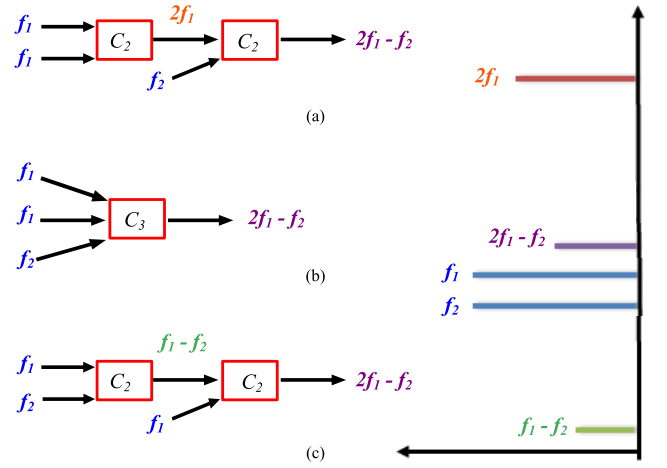 f₁
f₁
C₂
2f₁
C₂
f₂
2f₁ - f₂
(a)
f₁
f₁
f₂
C₃
2f₁ - f₂
(b)
f₁
f₂
C₂
f₁ - f₂
C₂
f₁
2f₁ - f₂
(c)
2f₁
2f₁ - f₂
f₁
f₂
f₁ - f₂